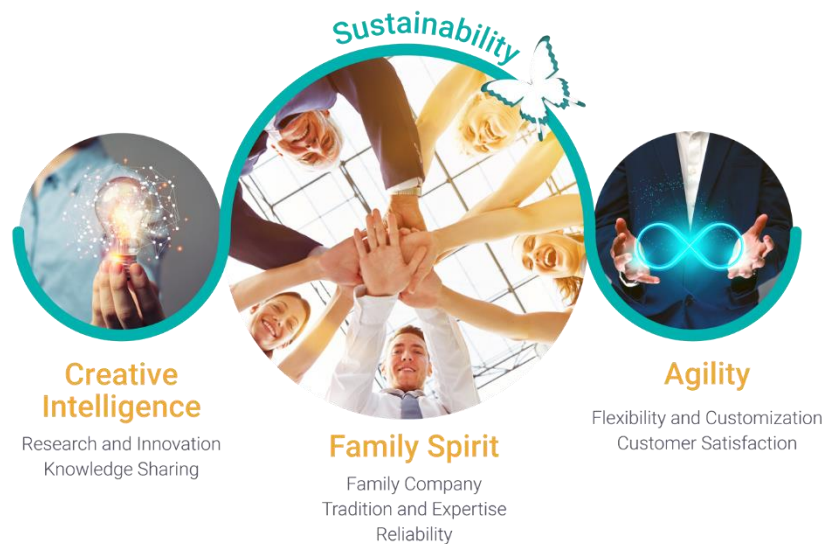 Sustainability
Creative
Intelligence
Research and Innovation
Knowledge Sharing
Family Spirit
Family Company
Tradition and Expertise
Reliability
Agility
Flexibility and Customization
Customer Satisfaction